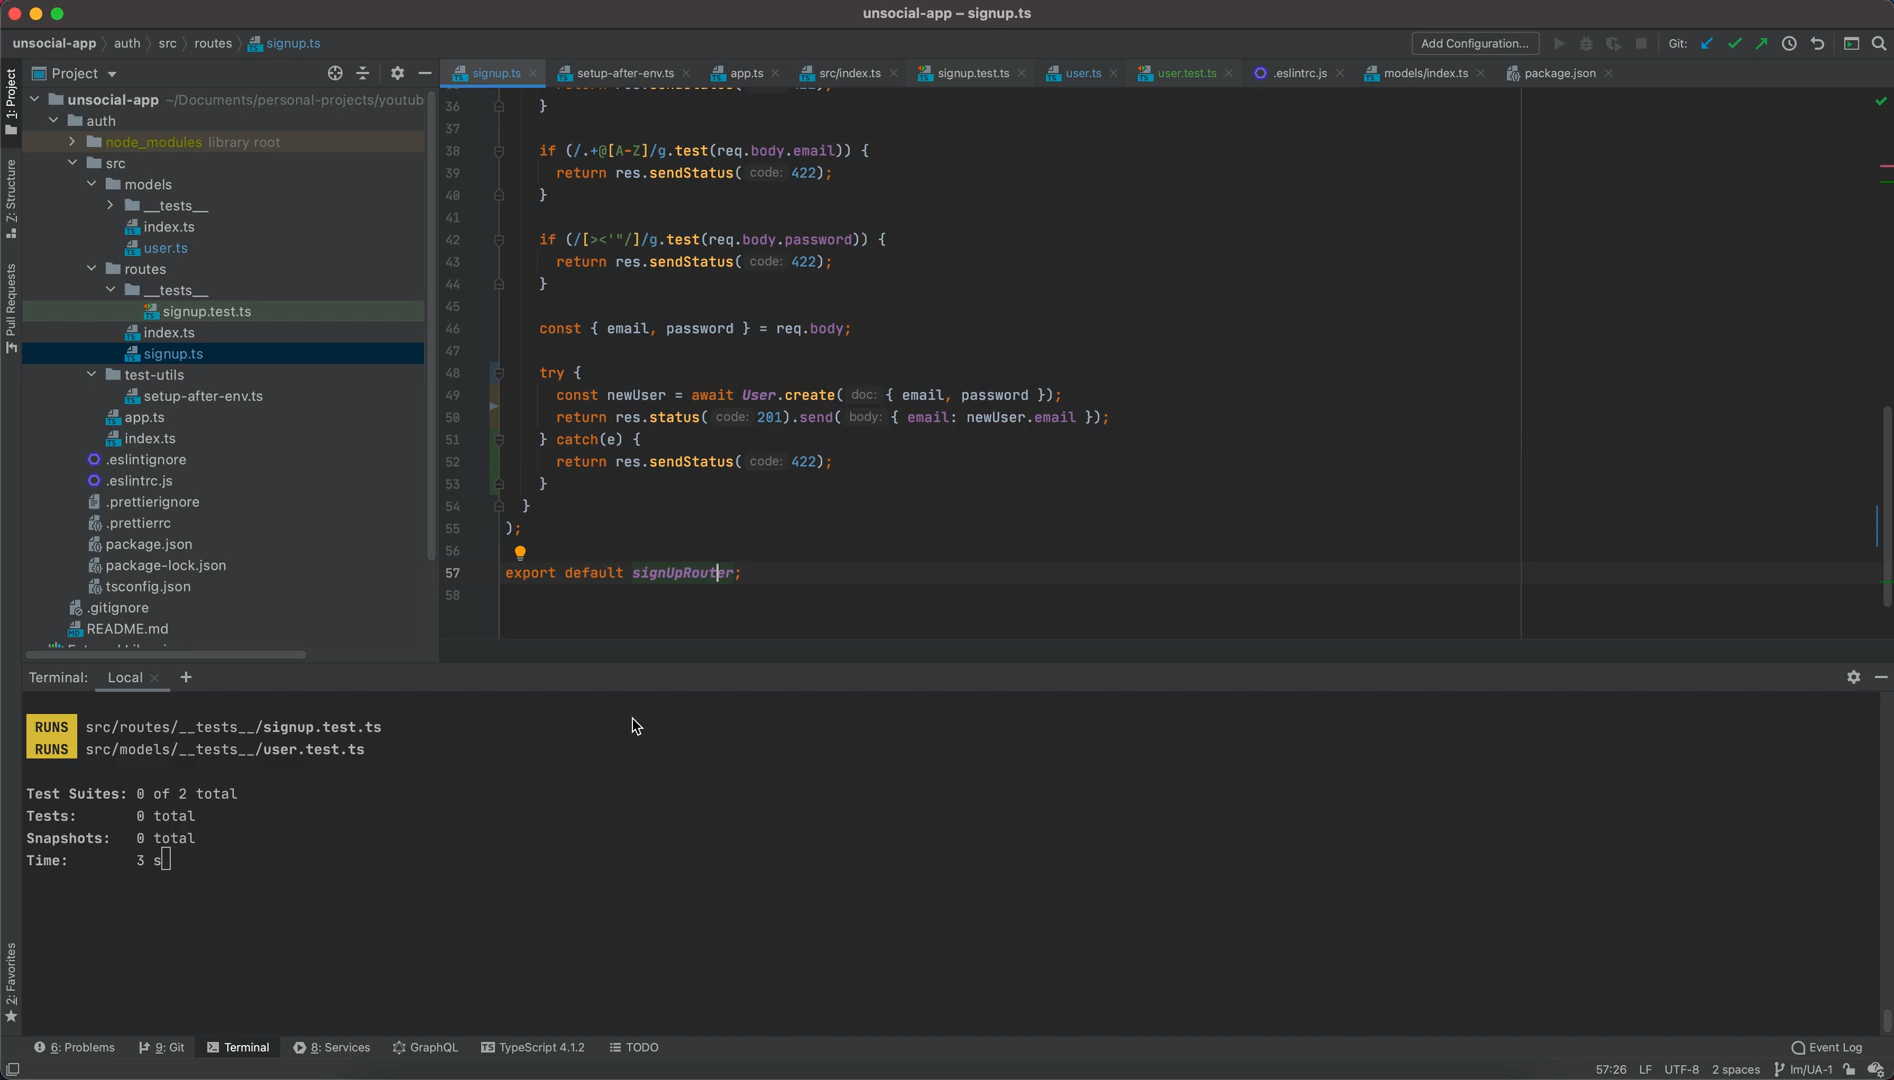 unsocial-app – signup.ts
unsocial-app auth src routes signup.ts Add Configuration... Git:
Project signup.ts setup-after-env.ts app.ts src/index.ts signup.test.ts user.ts user.test.ts .eslintrc.js models/index.ts package.json
1: Project
Z: Structure
Pull Requests
2: Favorites
unsocial-app ~/Documents/personal-projects/youtub
auth
node_modules library root
src
models
__tests__
index.ts
user.ts
routes
__tests__
signup.test.ts
index.ts
signup.ts
test-utils
setup-after-env.ts
app.ts
index.ts
.eslintignore
.eslintrc.js
.prettierignore
.prettierrc
package.json
package-lock.json
tsconfig.json
.gitignore
README.md
36 }
37
38 if (/.+@[A-Z]/g.test(req.body.email)) {
39 return res.sendStatus( code: 422);
40 }
41
42 if (/[><'"/]/g.test(req.body.password)) {
43 return res.sendStatus( code: 422);
44 }
45
46 const { email, password } = req.body;
47
48 try {
49 const newUser = await User.create( doc: { email, password });
50 return res.status( code: 201).send( body: { email: newUser.email });
51 } catch(e) {
52 return res.sendStatus( code: 422);
53 }
54 }
55 );
56
57 export default signUpRouter;
58
Terminal: Local +
RUNS src/routes/__tests__/signup.test.ts
RUNS src/models/__tests__/user.test.ts
Test Suites: 0 of 2 total
Tests: 0 total
Snapshots: 0 total
Time: 3 s
6: Problems 9: Git Terminal 8: Services GraphQL TypeScript 4.1.2 TODO Event Log
57:26 LF UTF-8 2 spaces lm/UA-1